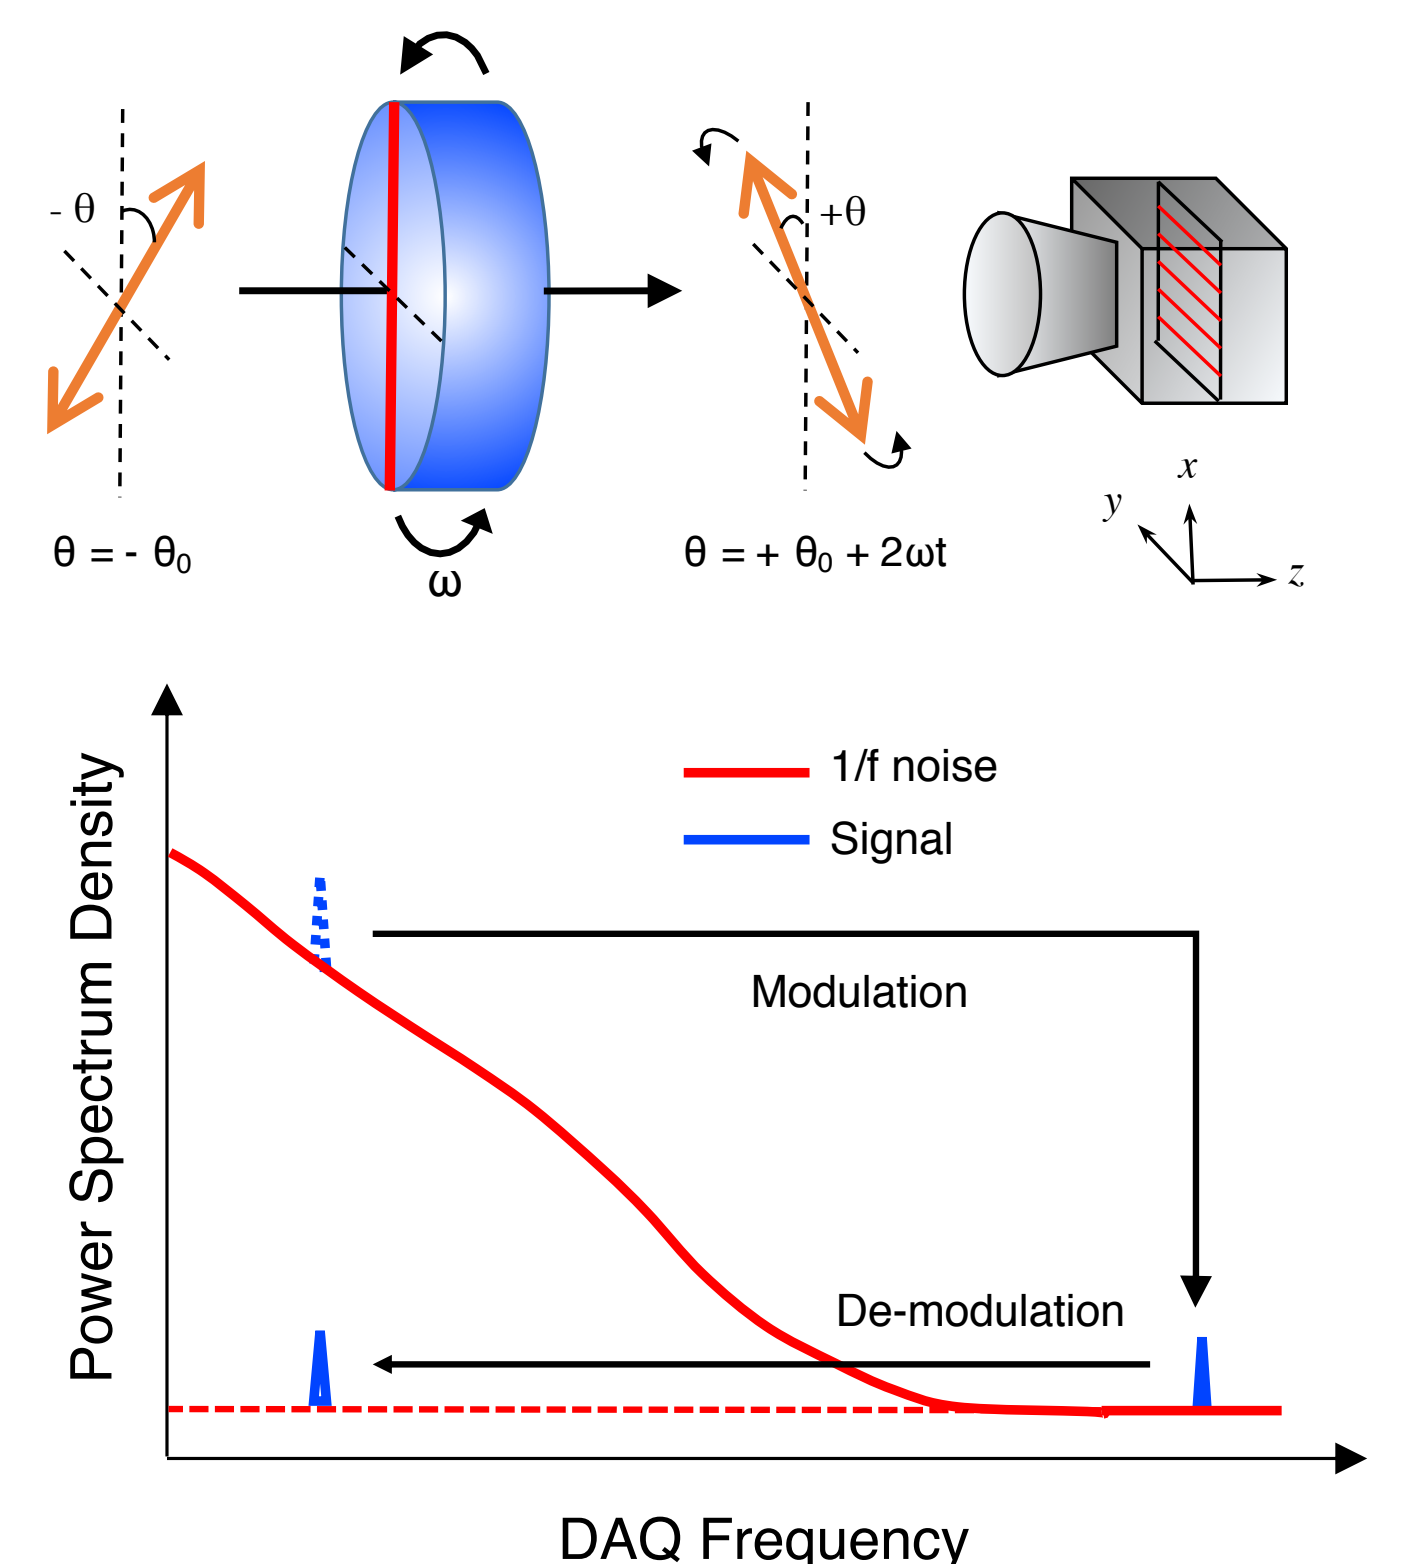 - θ
+θ
x
y
z
θ = - θ₀
ω
θ = + θ₀ + 2ωt
1/f noise
Signal
Modulation
De-modulation
Power Spectrum Density
DAQ Frequency